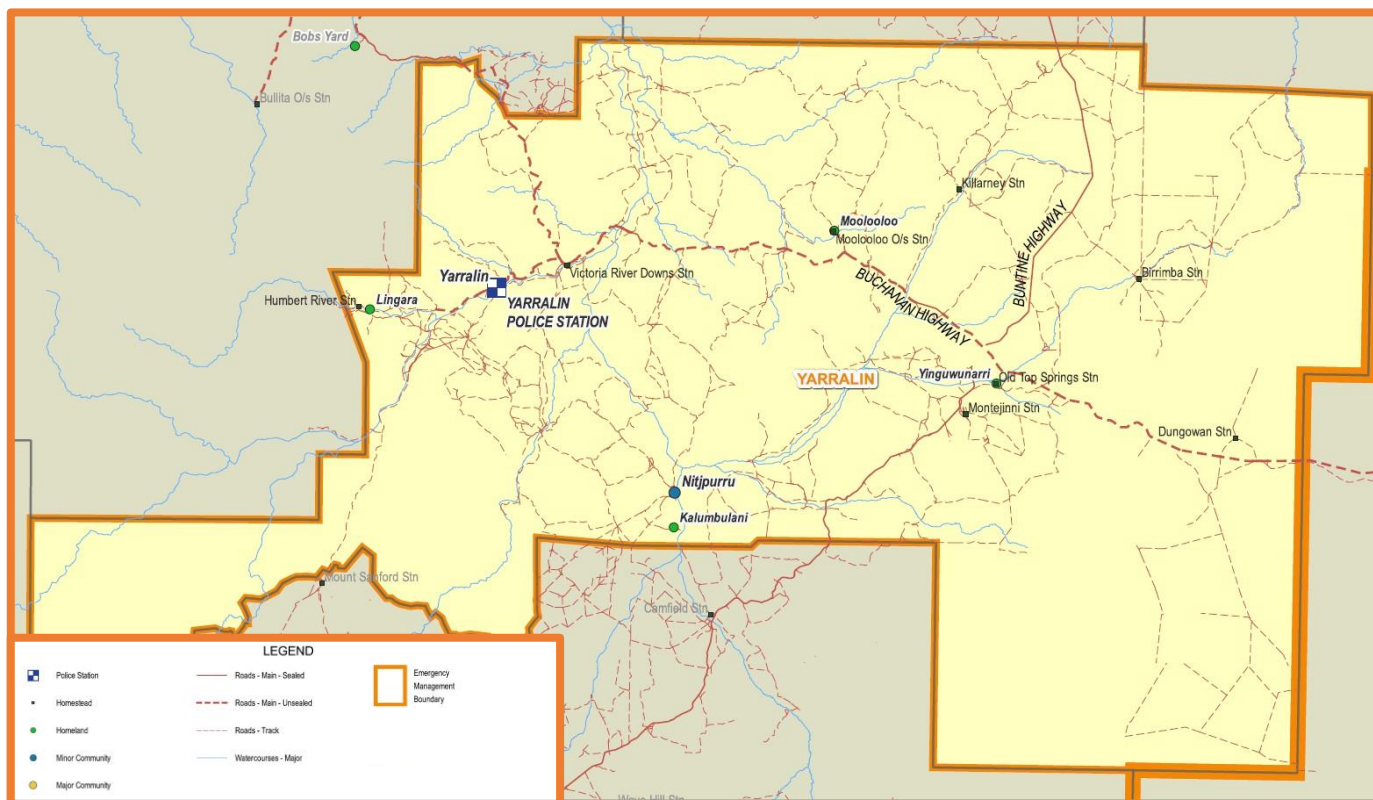 Bobs Yard
Bullita O/s Stn
Killarney Stn
Moolooloo
Moolooloo O/s Stn
BUNTINE HIGHWAY
Yarralin
Victoria River Downs Stn
Birrimba Stn
Humbert River Stn
Lingara
YARRALIN
POLICE STATION
BUCHANAN HIGHWAY
YARRALIN
Yinguwunarri
Old Top Springs Stn
Montejinni Stn
Dungowan Stn
Nitjpurru
Kalumbulani
Mount Sanford Stn
Camfield Stn
Wave Hill Stn
LEGEND
Police Station
Roads - Main - Sealed
Emergency
Management
Boundary
Homestead
Roads - Main - Unsealed
Homeland
Roads - Track
Minor Community
Watercourses - Major
Major Community